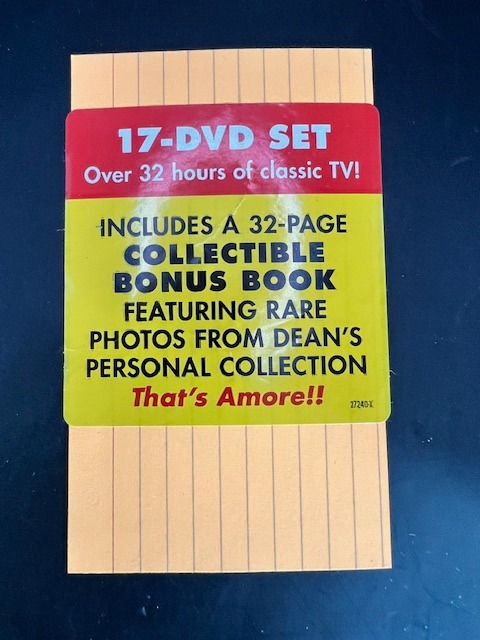 17-DVD SET
Over 32 hours of classic TV!
INCLUDES A 32-PAGE
COLLECTIBLE
BONUS BOOK
FEATURING RARE
PHOTOS FROM DEAN'S
PERSONAL COLLECTION
That's Amore!!
27240-X